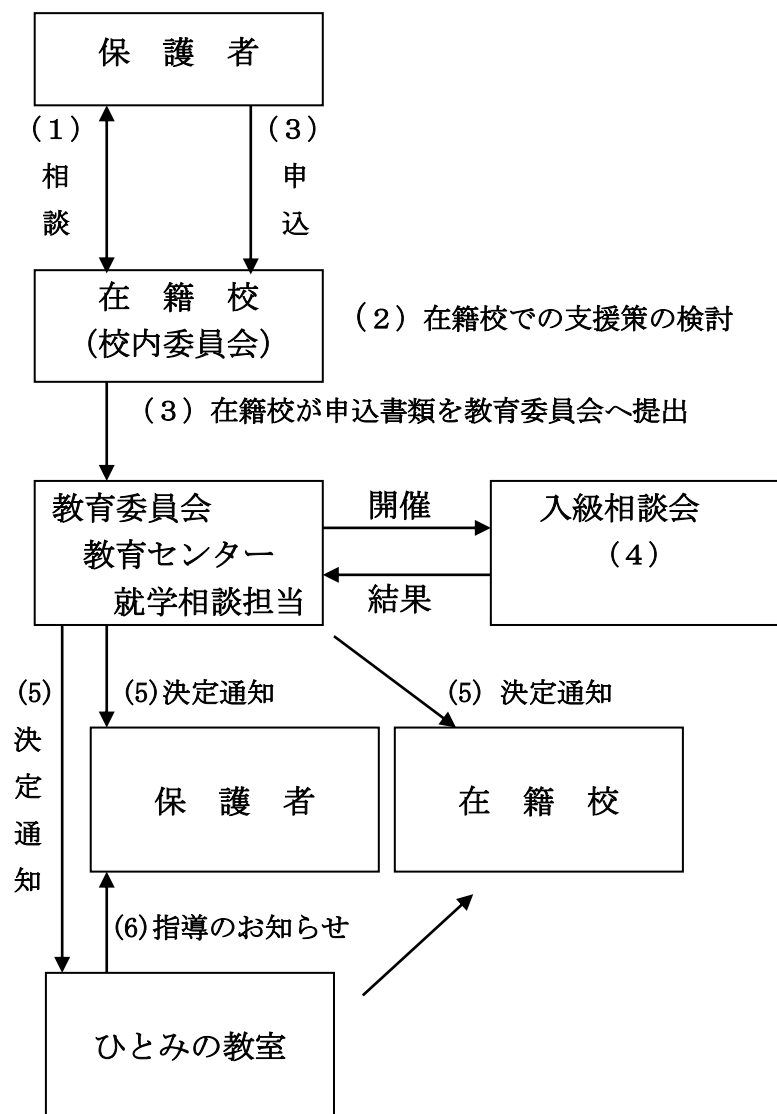 保　護　者
（１）
相
談
（３）
申
込
在　籍　校
（校内委員会）
（２）在籍校での支援策の検討
（３）在籍校が申込書類を教育委員会へ提出
教育委員会
教育センター
就学相談担当
開催
結果
入級相談会
（４）
(5)
決
定
通
知
(5)決定通知
(5) 決定通知
保　護　者
在　籍　校
(6)指導のお知らせ
ひとみの教室